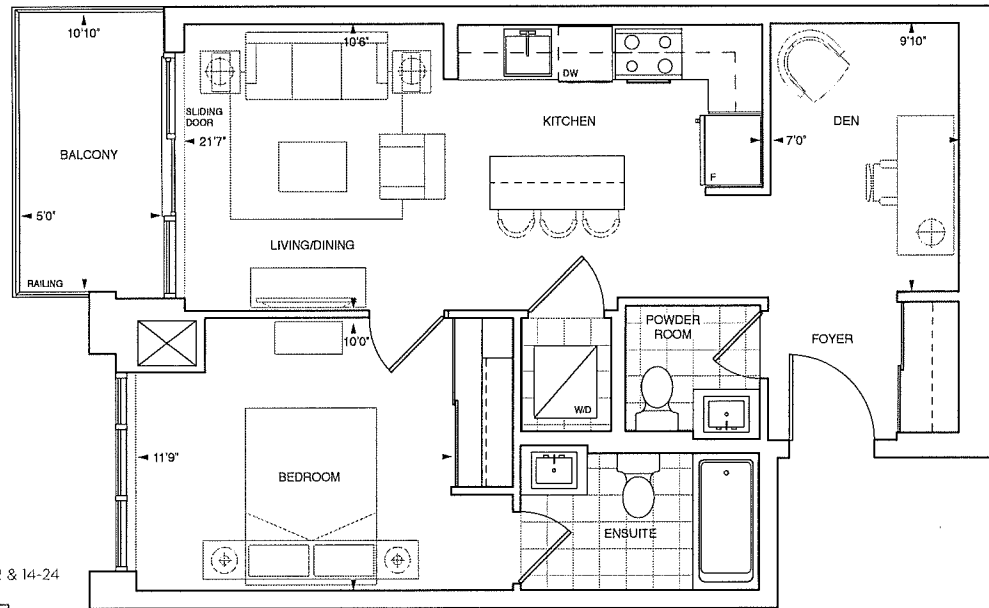 10'10"
10'6"
9'10"
DW
SLIDING
DOOR
KITCHEN
DEN
BALCONY
21'7"
7'0"
F
5'0"
LIVING/DINING
RAILING
POWDER
ROOM
FOYER
10'0"
W/D
11'9"
BEDROOM
ENSUITE
& 14-24